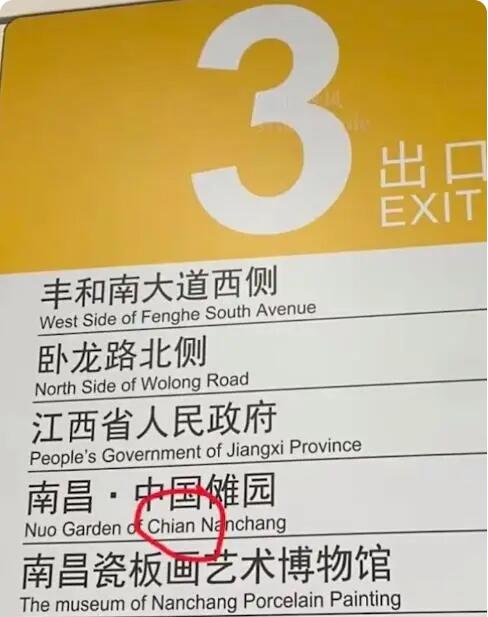 3
出口
EXIT
丰和南大道西侧
West Side of Fenghe South Avenue
卧龙路北侧
North Side of Wolong Road
江西省人民政府
People's Government of Jiangxi Province
南昌·中国傩园
Nuo Garden of Chian Nanchang
南昌瓷板画艺术博物馆
The museum of Nanchang Porcelain Painting